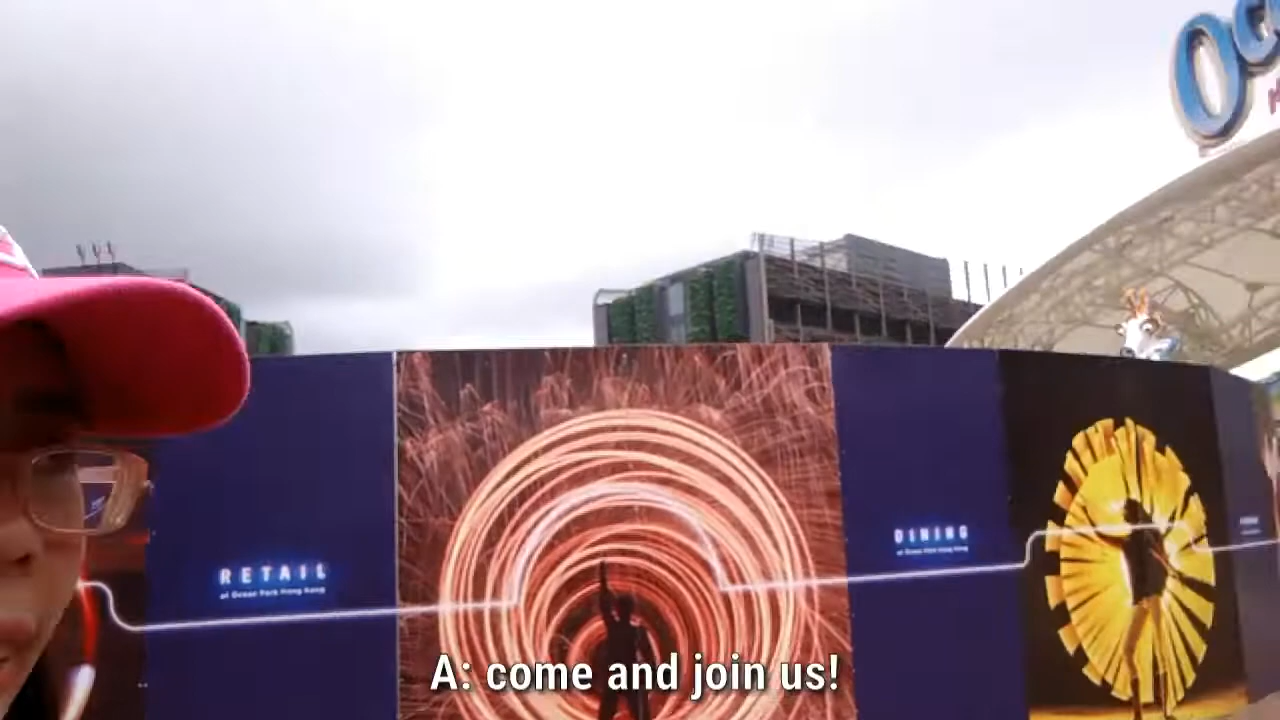 RETAIL
at Ocean Park Hong Kong
DINING
at Ocean Park Hong Kong
A: come and join us!